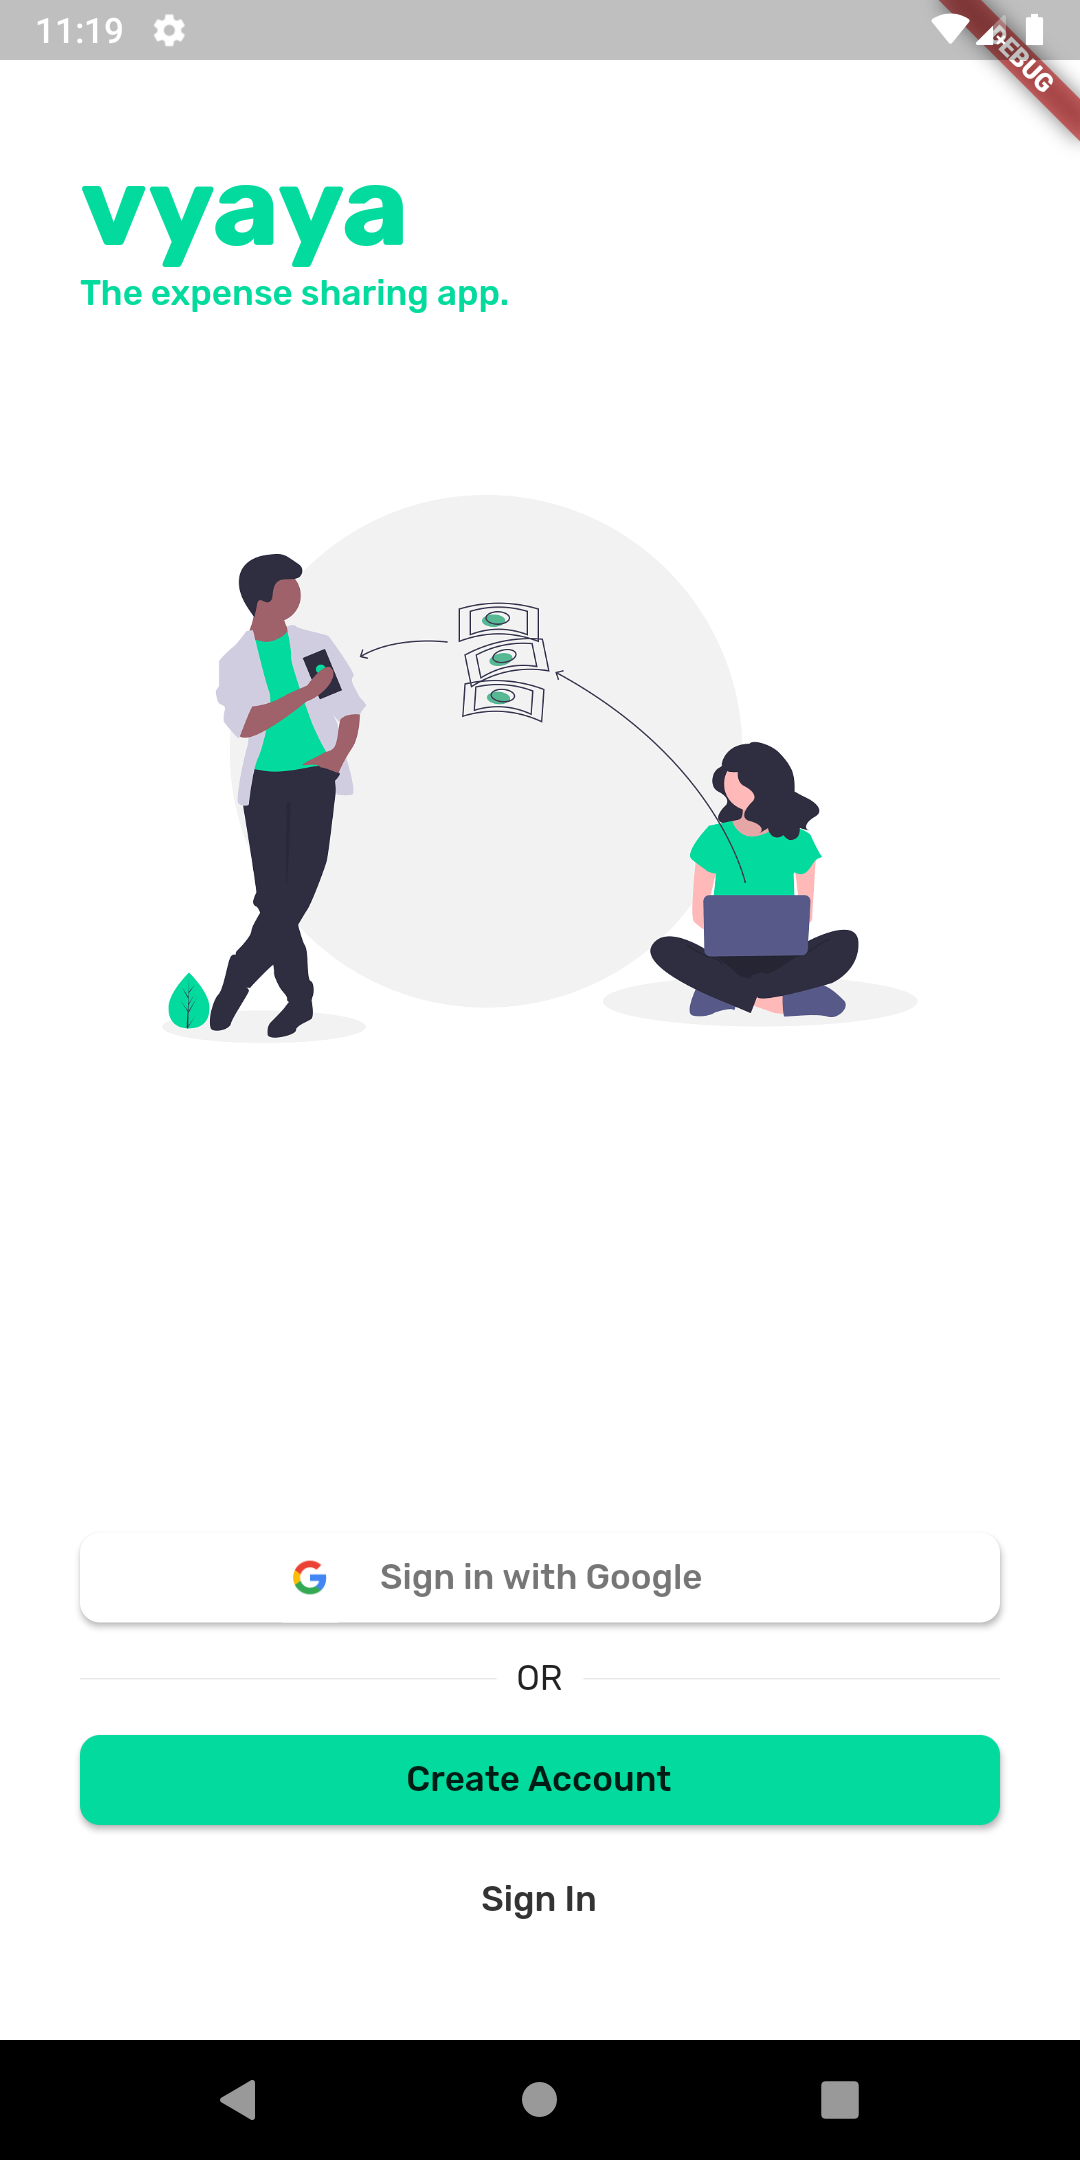 11:19
DEBUG
vyaya
The expense sharing app.
Sign in with Google
OR
Create Account
Sign In